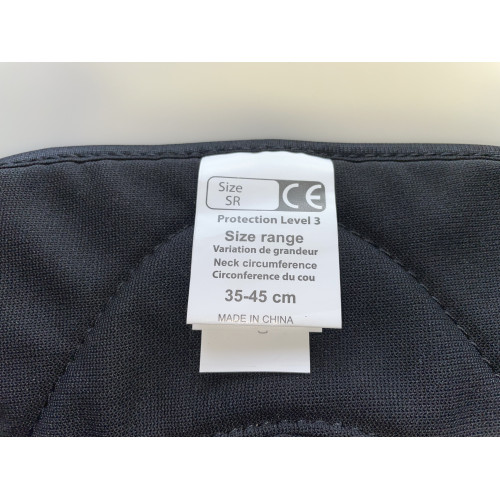 Size
SR
CE
Protection Level 3
Size range
Variation de grandeur
Neck circumference
Circonference du cou
35-45 cm
MADE IN CHINA